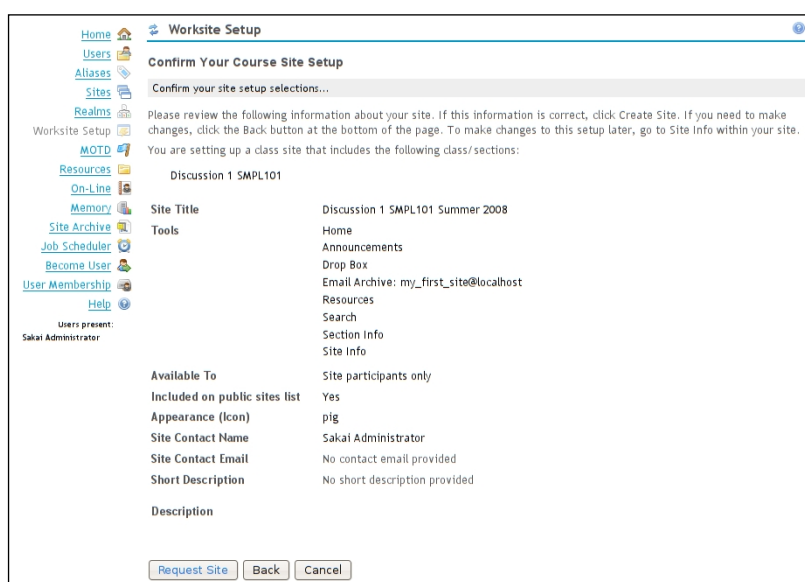 Home
Users
Aliases
Sites
Realms
Worksite Setup
MOTD
Resources
On-Line
Memory
Site Archive
Job Scheduler
Become User
User Membership
Help
Users present:
Sakai Administrator
Worksite Setup
Confirm Your Course Site Setup
Confirm your site setup selections...
Please review the following information about your site. If this information is correct, click Create Site. If you need to make
changes, click the Back button at the bottom of the page. To make changes to this setup later, go to Site Info within your site.
You are setting up a class site that includes the following class/sections:
Discussion 1 SMPL101
Site Title Discussion 1 SMPL101 Summer 2008
Tools Home
Announcements
Drop Box
Email Archive: my_first_site@localhost
Resources
Search
Section Info
Site Info
Available To Site participants only
Included on public sites list Yes
Appearance (Icon) pig
Site Contact Name Sakai Administrator
Site Contact Email No contact email provided
Short Description No short description provided
Description
Request Site Back Cancel